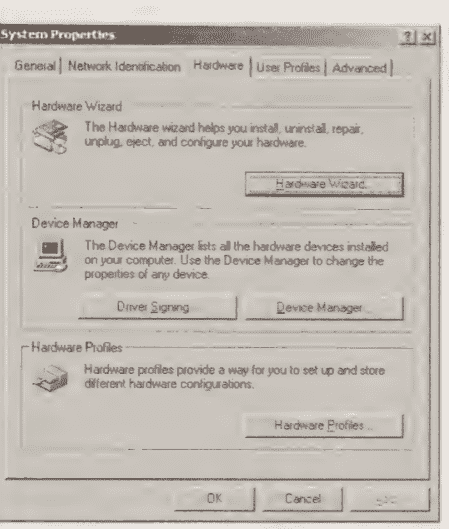 System Properties
? X
General Network Identification Hardware User Profiles Advanced
Hardware Wizard
The Hardware wizard helps you install, uninstall, repair,
unplug, eject, and configure your hardware.
Hardware Wizard...
Device Manager
The Device Manager lists all the hardware devices installed
on your computer. Use the Device Manager to change the
properties of any device.
Driver Signing... Device Manager...
Hardware Profiles
Hardware profiles provide a way for you to set up and store
different hardware configurations.
Hardware Profiles...
OK Cancel